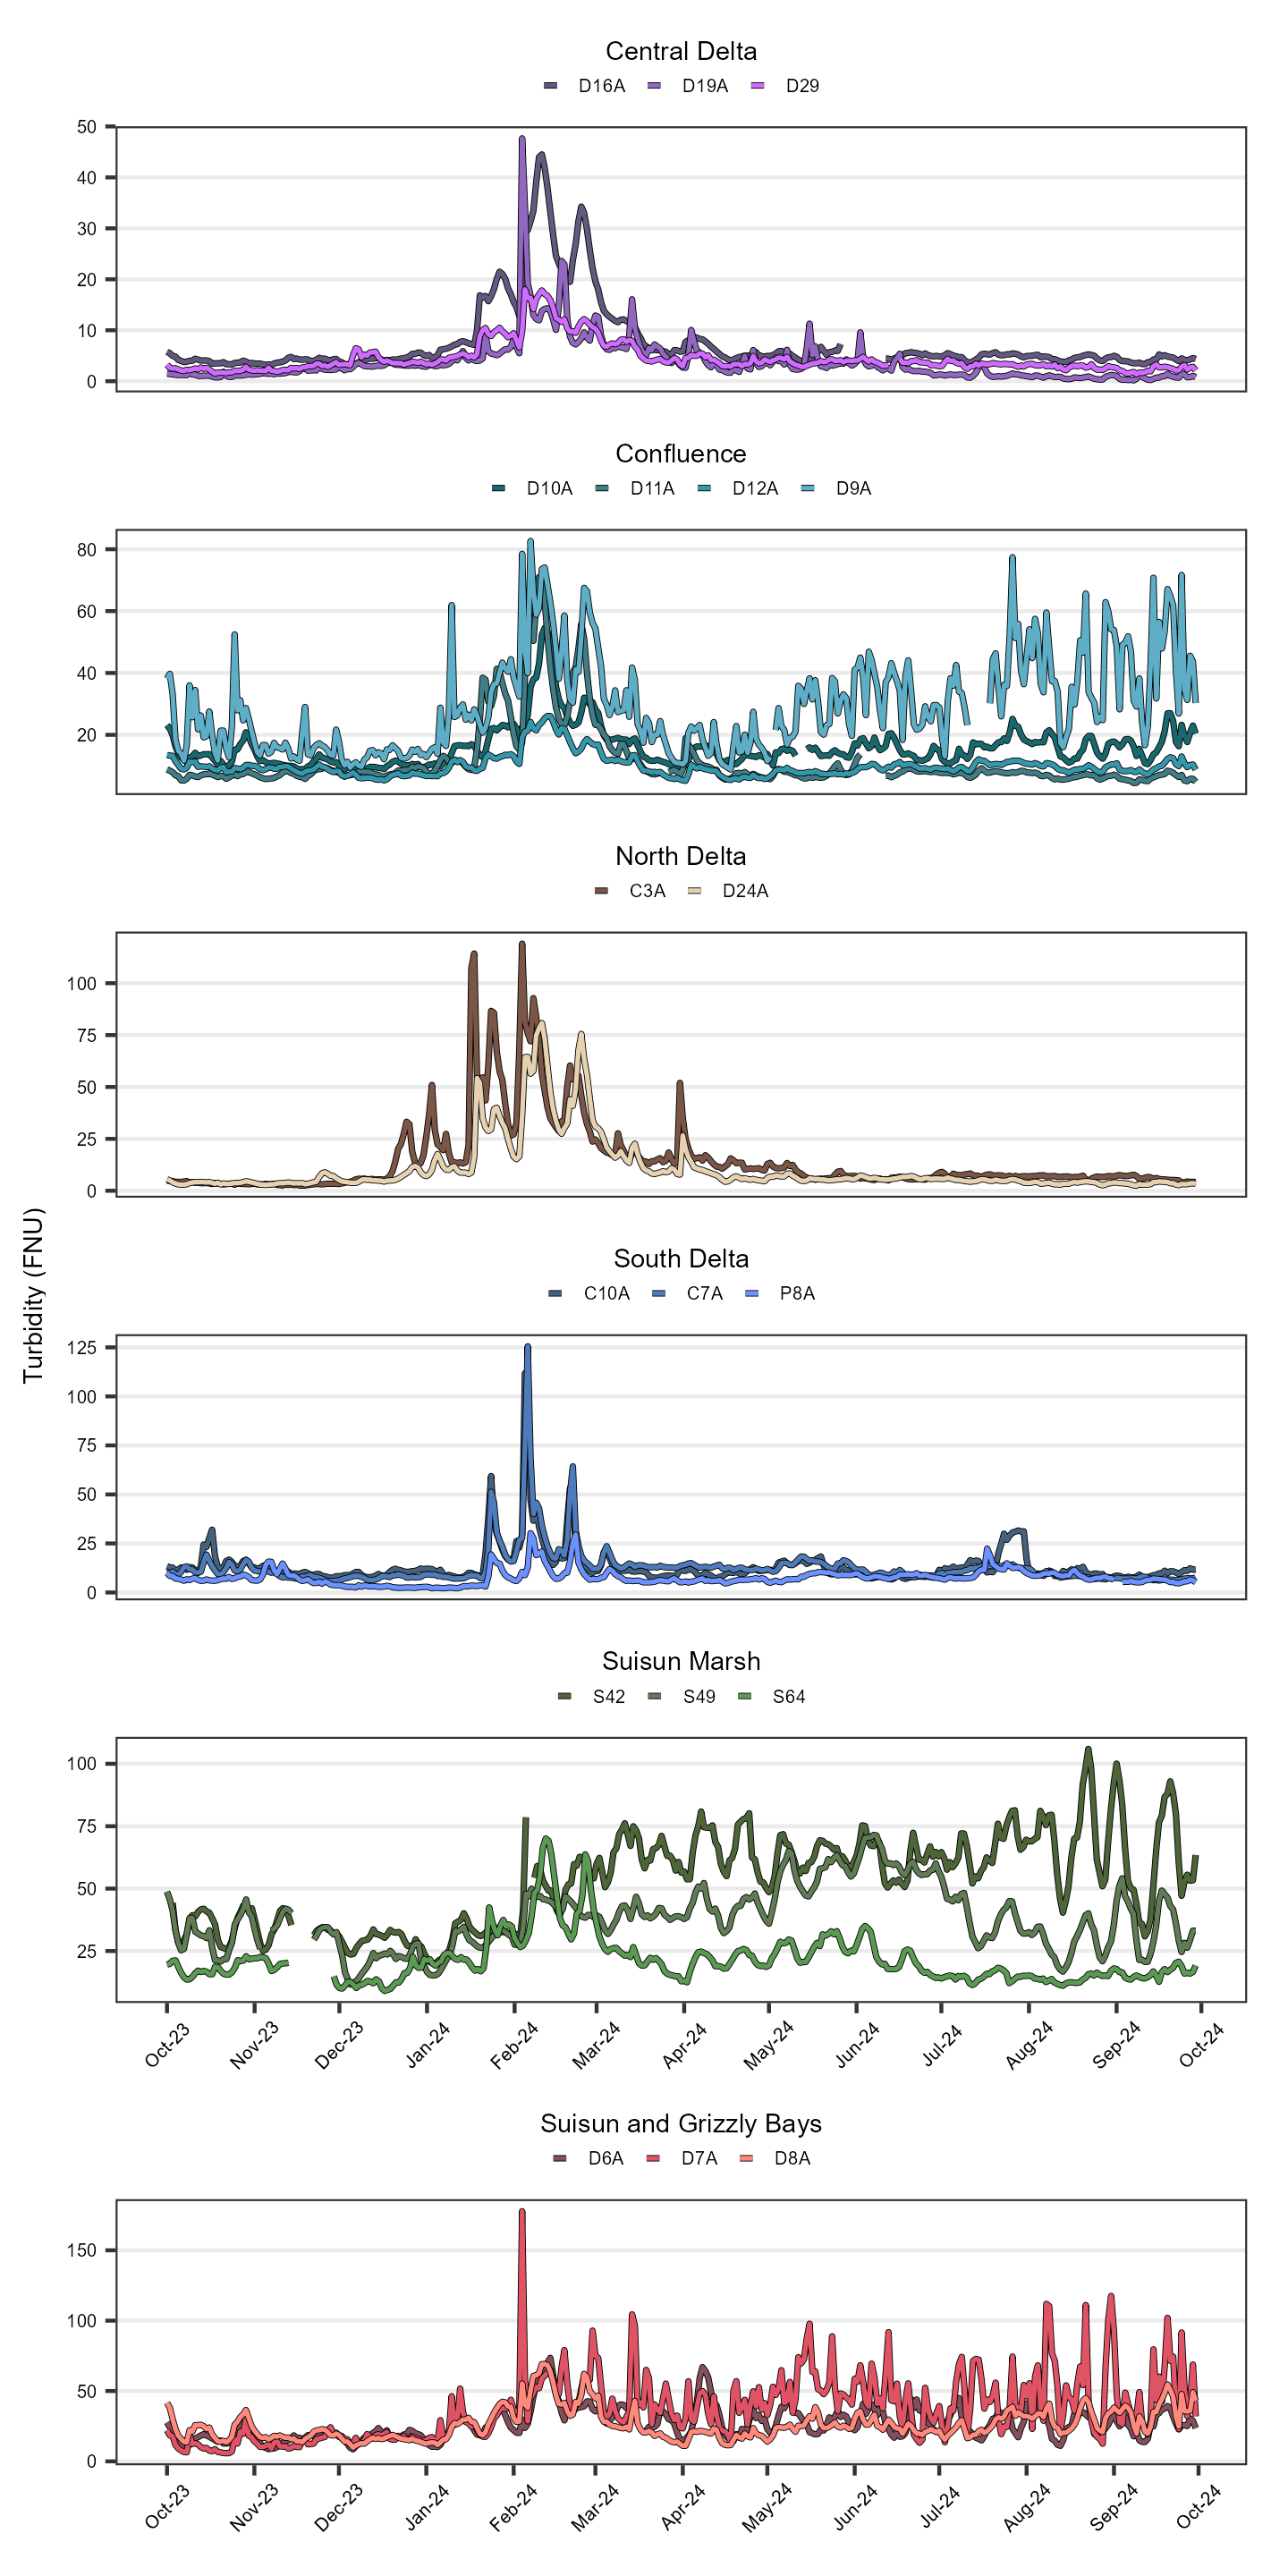 Central Delta
D16A D19A D29
50
40
30
20
10
0
Confluence
D10A D11A D12A D9A
80
60
40
20
North Delta
C3A D24A
100
75
50
25
0
Turbidity (FNU)
South Delta
C10A C7A P8A
125
100
75
50
25
0
Suisun Marsh
S42 S49 S64
100
75
50
25
Oct-23 Nov-23 Dec-23 Jan-24 Feb-24 Mar-24 Apr-24 May-24 Jun-24 Jul-24 Aug-24 Sep-24 Oct-24
Suisun and Grizzly Bays
D6A D7A D8A
150
100
50
0
Oct-23 Nov-23 Dec-23 Jan-24 Feb-24 Mar-24 Apr-24 May-24 Jun-24 Jul-24 Aug-24 Sep-24 Oct-24